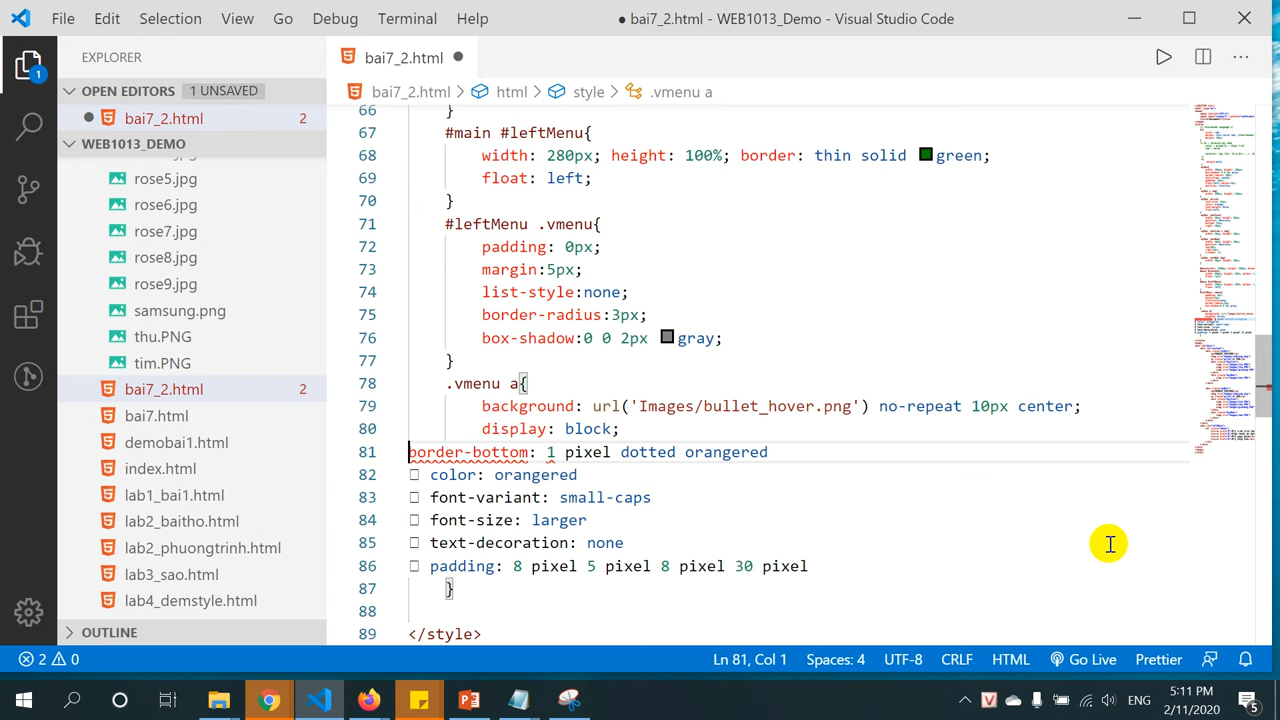 File Edit Selection View Go Debug Terminal Help ● bai7_2.html - WEB1013_Demo - Visual Studio Code
EXPLORER
bai7_2.html ●
OPEN EDITORS 1 UNSAVED
bai7_2.html > html > style > .vmenu a
● bai7_2.html 2
WEB1013_DEMO
rose5.jpg
rose6.jpg
rose7.jpg
rose8.jpg
rose9.jpg
samsung.png
thu.PNG
tim.PNG
bai7_2.html 2
bai7.html
demobai1.html
index.html
lab1_bai1.html
lab2_baitho.html
lab2_phuongtrinh.html
lab3_sao.html
lab4_demstyle.html
OUTLINE
66 }
67 #main #leftMenu{
68 width: 280px; height: 100%; border: thin solid green;
69 float: left;
70 }
71 #leftMenu .vmenu{
72 padding: 0px;
73 margin:5px;
74 list-style:none;
75 border-radius:3px;
76 box-shadow:0 0 2px gray;
77 }
78 .vmenu a{
79 background: url('Images/bullet_hover.png') no-repeat 10px center;
80 display: block;
81 border-botton: 1 pixel dotted orangered
82 □ color: orangered
83 □ font-variant: small-caps
84 □ font-size: larger
85 □ text-decoration: none
86 □ padding: 8 pixel 5 pixel 8 pixel 30 pixel
87 }
88
89 </style>
2 0 Ln 81, Col 1 Spaces: 4 UTF-8 CRLF HTML Go Live Prettier
ENG 5:11 PM
2/11/2020 5